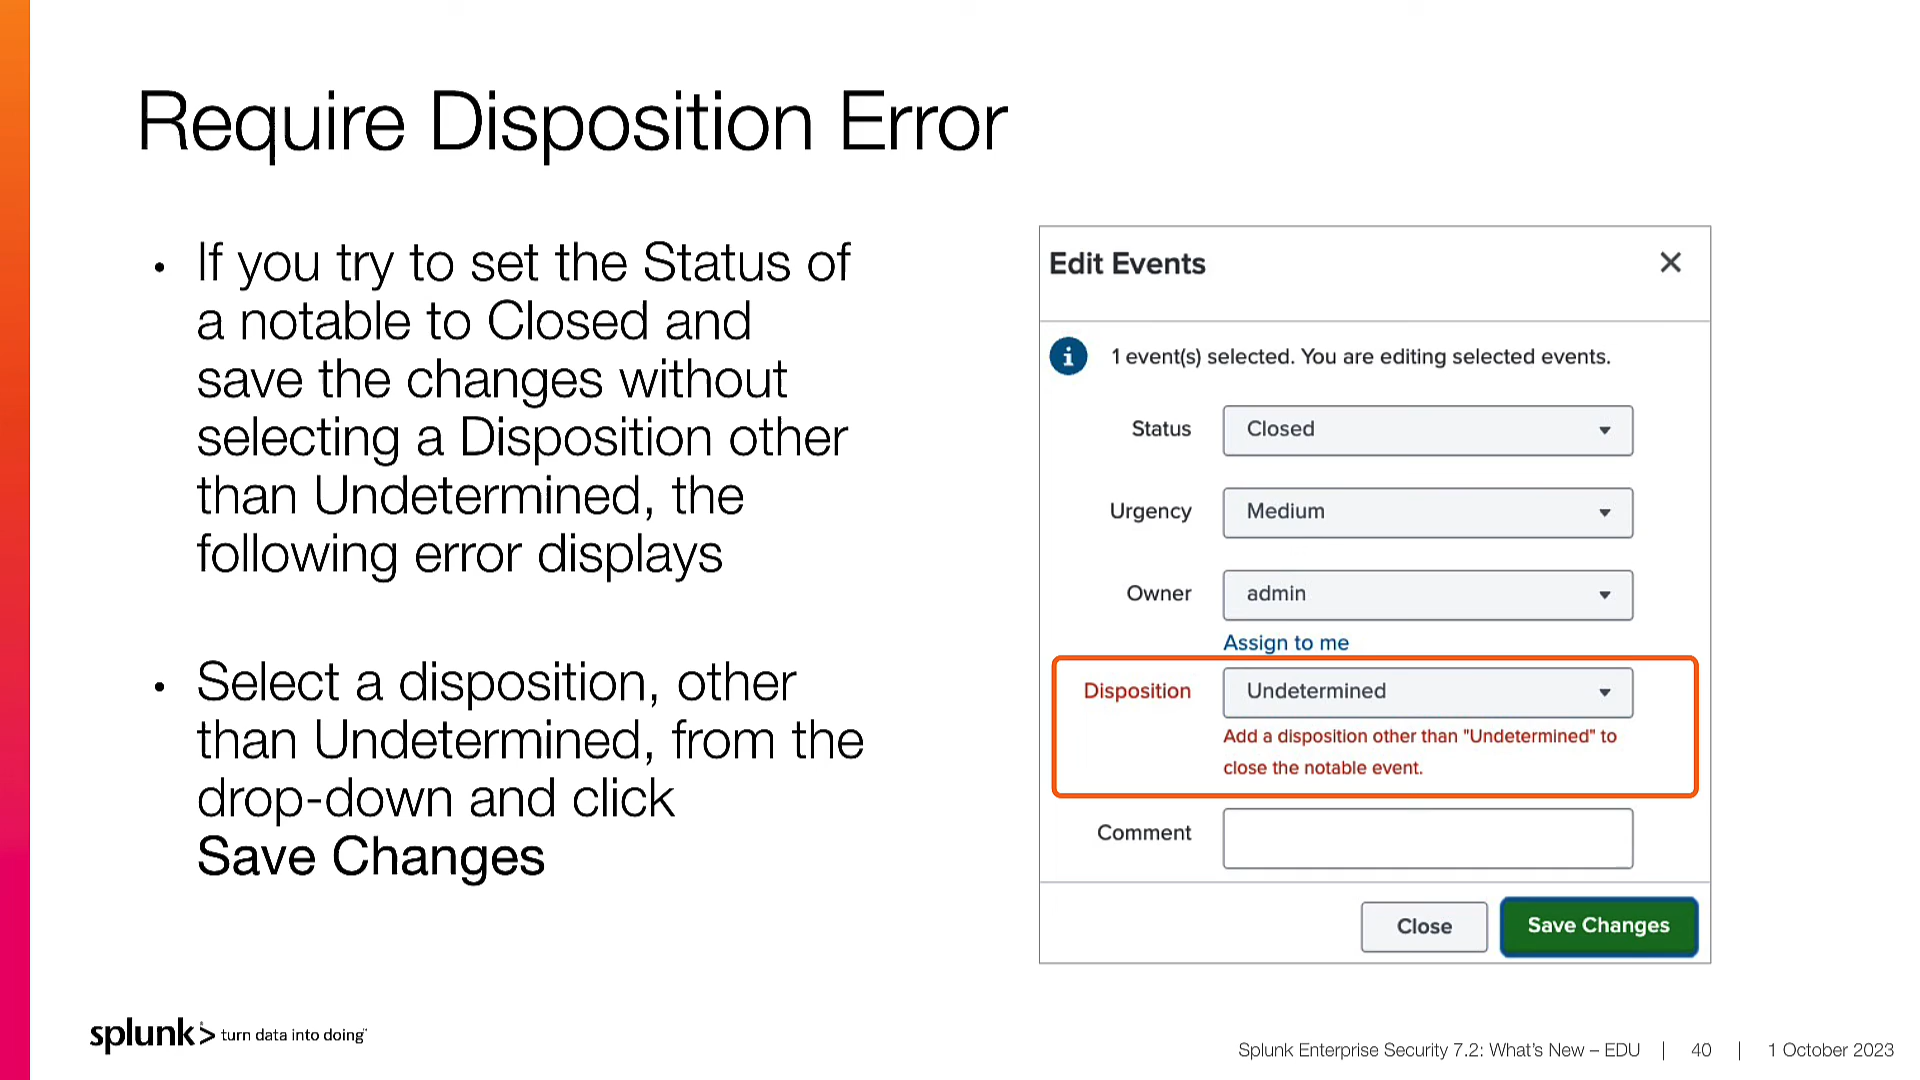 Require Disposition Error
• If you try to set the Status of
a notable to Closed and
save the changes without
selecting a Disposition other
than Undetermined, the
following error displays
• Select a disposition, other
than Undetermined, from the
drop-down and click
Save Changes
Edit Events
1 event(s) selected. You are editing selected events.
Status Closed
Urgency Medium
Owner admin
Assign to me
Disposition Undetermined
Add a disposition other than "Undetermined" to
close the notable event.
Comment
Close Save Changes
splunk> turn data into doing™
Splunk Enterprise Security 7.2: What's New – EDU | 40 | 1 October 2023